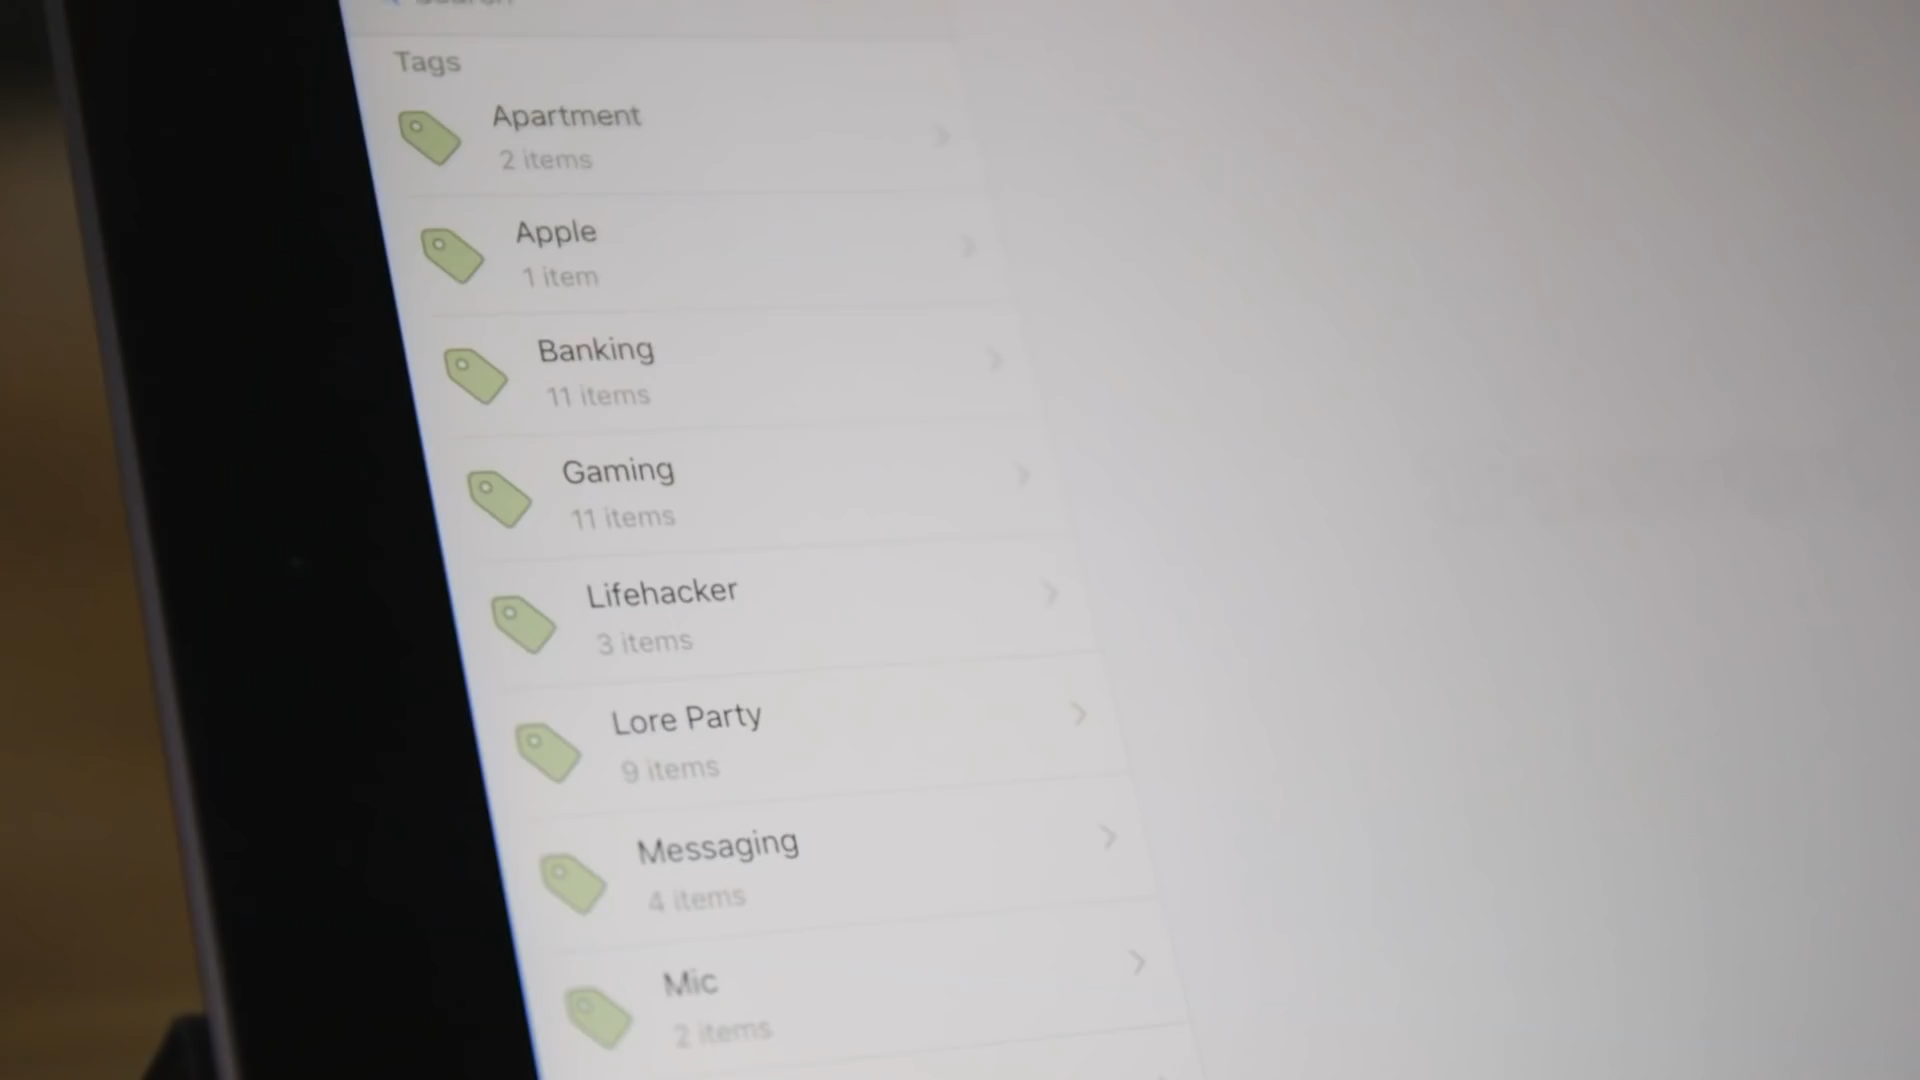 Search
Tags
Apartment
2 items
Apple
1 item
Banking
11 items
Gaming
11 items
Lifehacker
3 items
Lore Party
9 items
Messaging
4 items
Mic
2 items